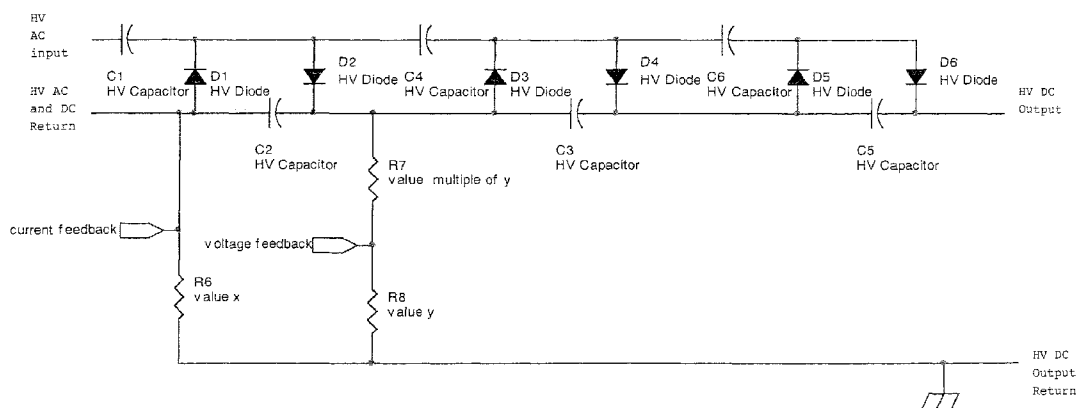 HV
AC
input
C1
HV Capacitor
D1
HV Diode
D2
HV Diode
C4
HV Capacitor
D3
HV Diode
D4
HV Diode
C6
HV Capacitor
D5
HV Diode
D6
HV Diode
HV AC
and DC
Return
HV DC
Output
C2
HV Capacitor
C3
HV Capacitor
C5
HV Capacitor
R7
value multiple of y
current feedback
voltage feedback
R6
value x
R8
value y
HV DC
Output
Return